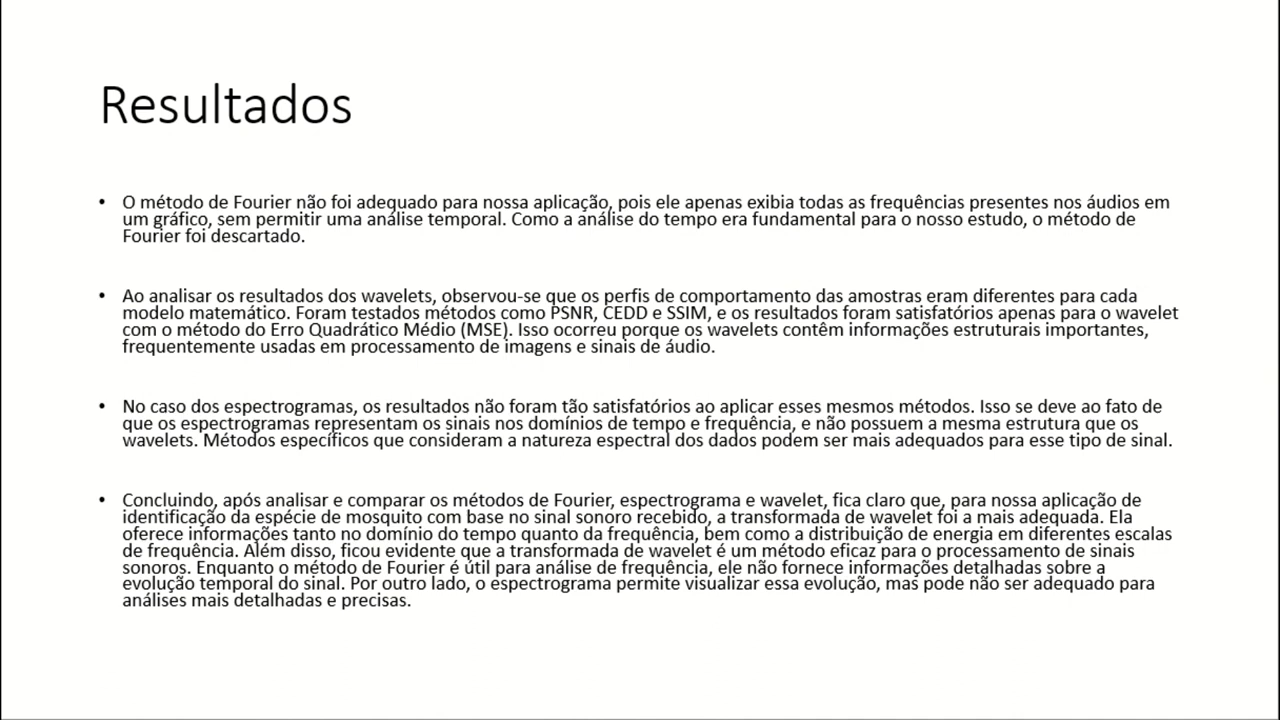 Resultados
• O método de Fourier não foi adequado para nossa aplicação, pois ele apenas exibia todas as frequências presentes nos áudios em
um gráfico, sem permitir uma análise temporal. Como a análise do tempo era fundamental para o nosso estudo, o método de
Fourier foi descartado.
• Ao analisar os resultados dos wavelets, observou-se que os perfis de comportamento das amostras eram diferentes para cada
modelo matemático. Foram testados métodos como PSNR, CEDD e SSIM, e os resultados foram satisfatórios apenas para o wavelet
com o método do Erro Quadrático Médio (MSE). Isso ocorreu porque os wavelets contêm informações estruturais importantes,
frequentemente usadas em processamento de imagens e sinais de áudio.
• No caso dos espectrogramas, os resultados não foram tão satisfatórios ao aplicar esses mesmos métodos. Isso se deve ao fato de
que os espectrogramas representam os sinais nos domínios de tempo e frequência, e não possuem a mesma estrutura que os
wavelets. Métodos específicos que consideram a natureza espectral dos dados podem ser mais adequados para esse tipo de sinal.
• Concluindo, após analisar e comparar os métodos de Fourier, espectrograma e wavelet, fica claro que, para nossa aplicação de
identificação da espécie de mosquito com base no sinal sonoro recebido, a transformada de wavelet foi a mais adequada. Ela
oferece informações tanto no domínio do tempo quanto da frequência, bem como a distribuição de energia em diferentes escalas
de frequência. Além disso, ficou evidente que a transformada de wavelet é um método eficaz para o processamento de sinais
sonoros. Enquanto o método de Fourier é útil para análise de frequência, ele não fornece informações detalhadas sobre a
evolução temporal do sinal. Por outro lado, o espectrograma permite visualizar essa evolução, mas pode não ser adequado para
análises mais detalhadas e precisas.